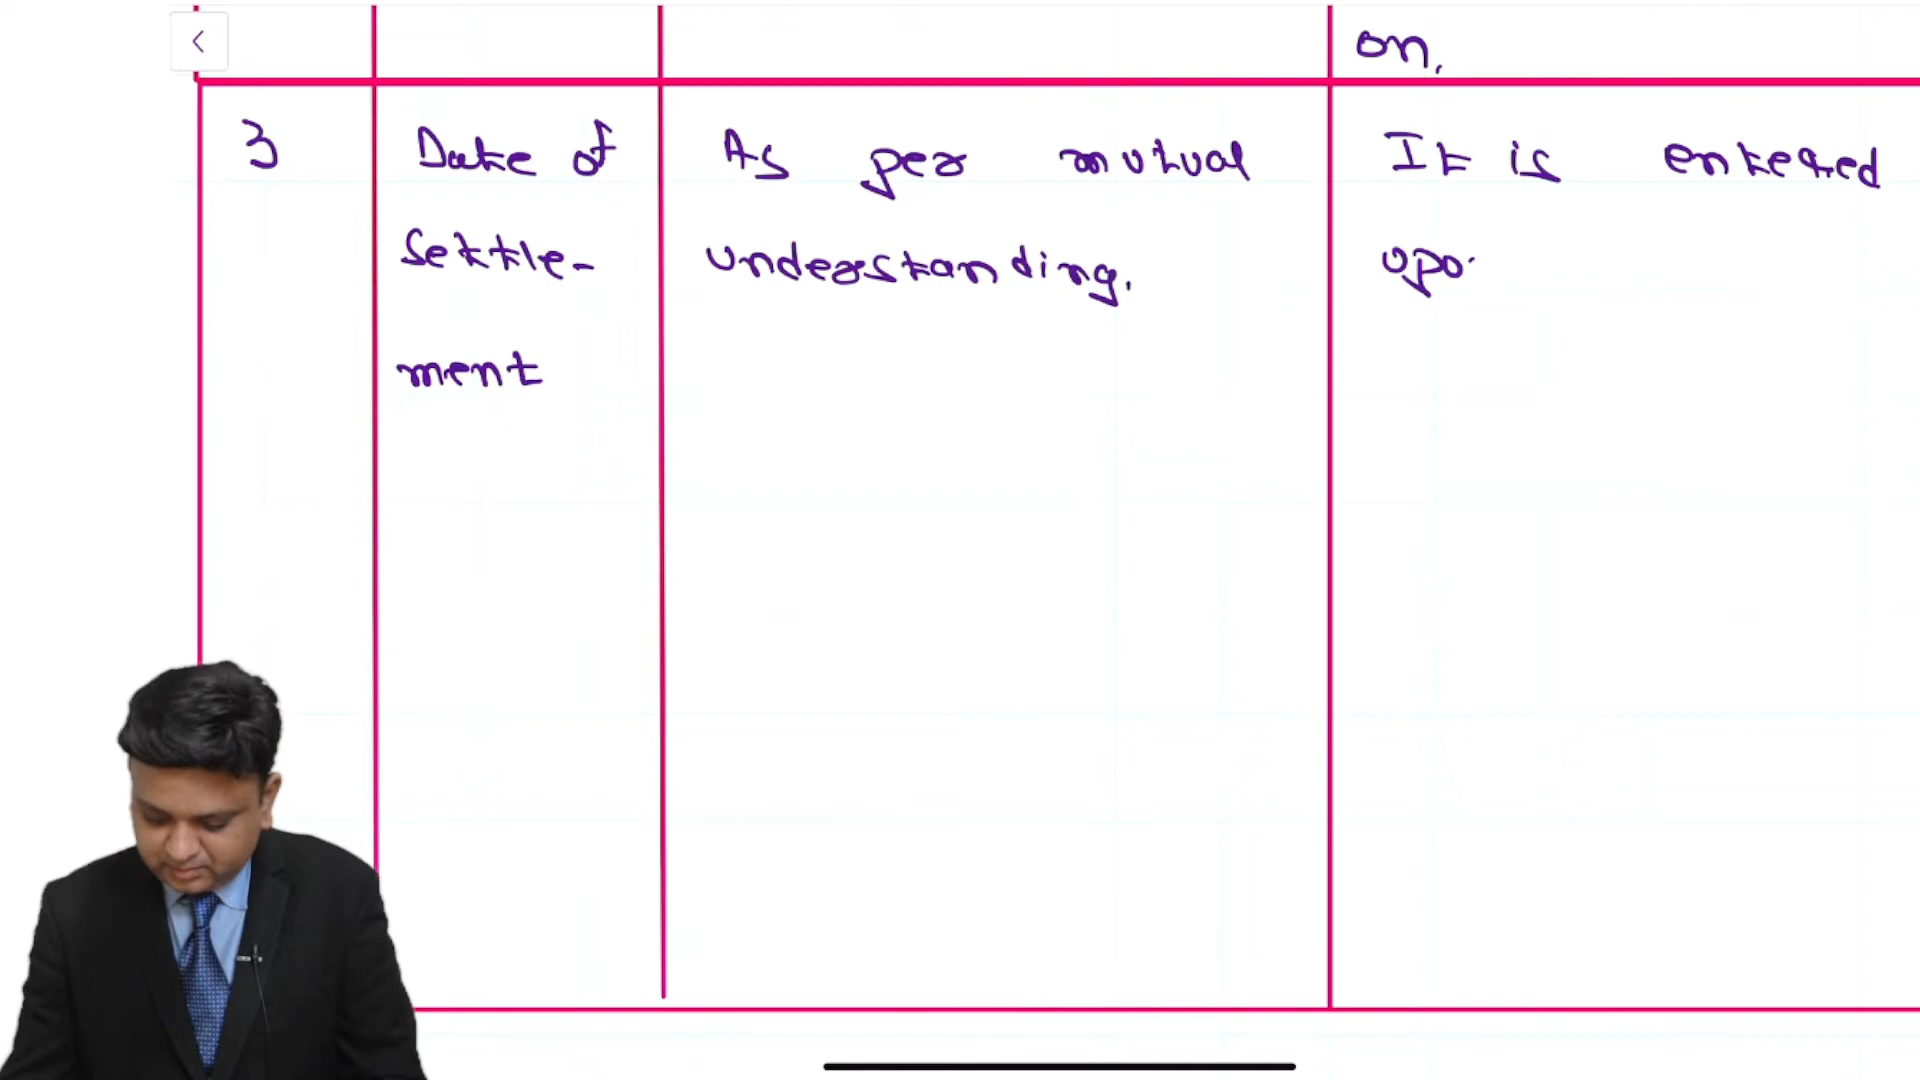 on.
3 Date of As per mutual It is entered
settle- understanding. upo
ment